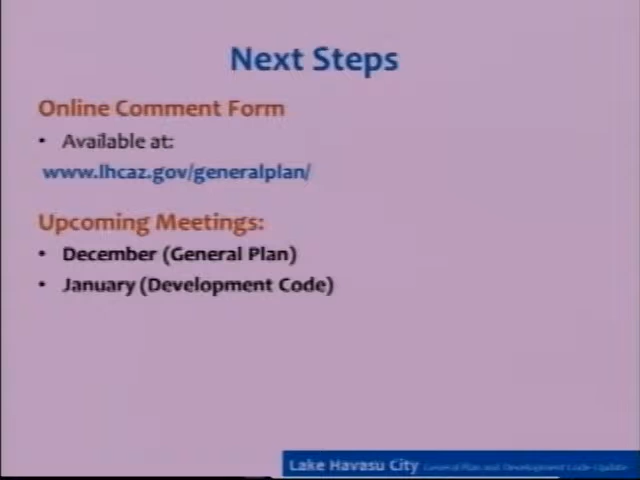 Next Steps
Online Comment Form
• Available at:
www.lhcaz.gov/generalplan/
Upcoming Meetings:
• December (General Plan)
• January (Development Code)
Lake Havasu City General Plan and Development Code Update